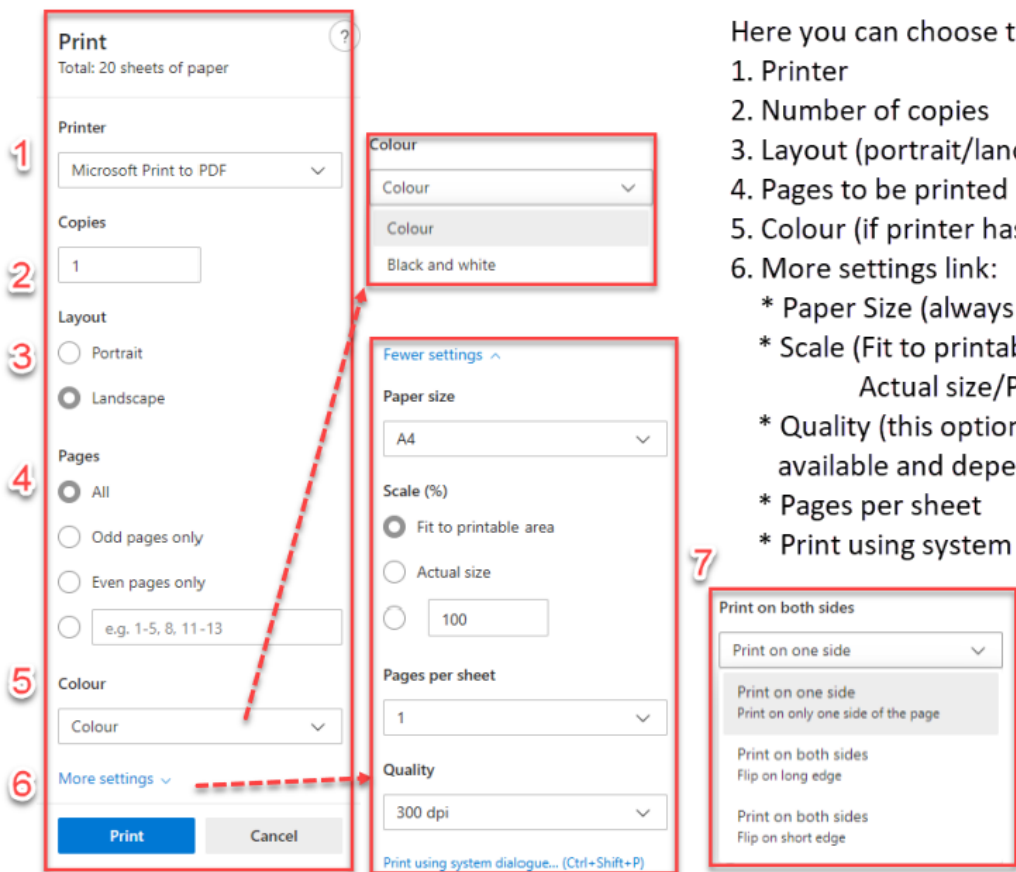 Print
?
Total: 20 sheets of paper
1
Printer
Microsoft Print to PDF
Copies
2
1
Layout
3
Portrait
Landscape
Pages
4
All
Odd pages only
Even pages only
e.g. 1-5, 8, 11-13
5
Colour
Colour
6
More settings
Print
Cancel
Colour
Colour
Colour
Black and white
Fewer settings
Paper size
A4
Scale (%)
Fit to printable area
Actual size
100
Pages per sheet
1
Quality
300 dpi
Print using system dialogue... (Ctrl+Shift+P)
Here you can choose
1. Printer
2. Number of copies
3. Layout (portrait/
4. Pages to be printed
5. Colour (if printer
6. More settings link:
* Paper Size (always
* Scale (Fit to
Actual size/
* Quality (this
available and
* Pages per sheet
* Print using system
7
Print on both sides
Print on one side
Print on one side
Print on only one side of the page
Print on both sides
Flip on long edge
Print on both sides
Flip on short edge